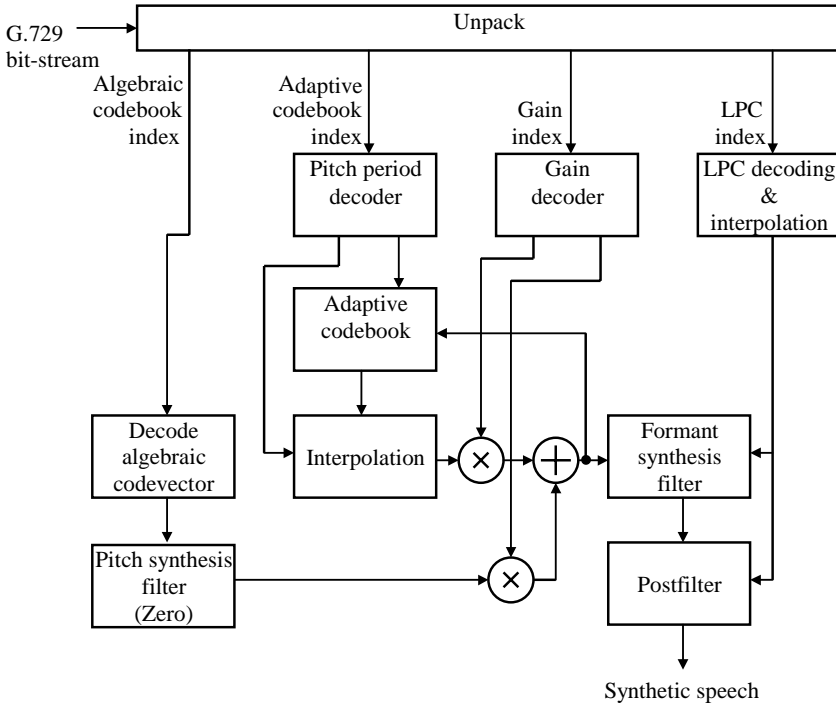 Unpack
G.729
bit-stream
Algebraic
codebook
index
Adaptive
codebook
index
Gain
index
LPC
index
Pitch period
decoder
Gain
decoder
LPC decoding
&
interpolation
Adaptive
codebook
Decode
algebraic
codevector
Interpolation
×
+
Formant
synthesis
filter
Pitch synthesis
filter
(Zero)
×
Postfilter
Synthetic speech